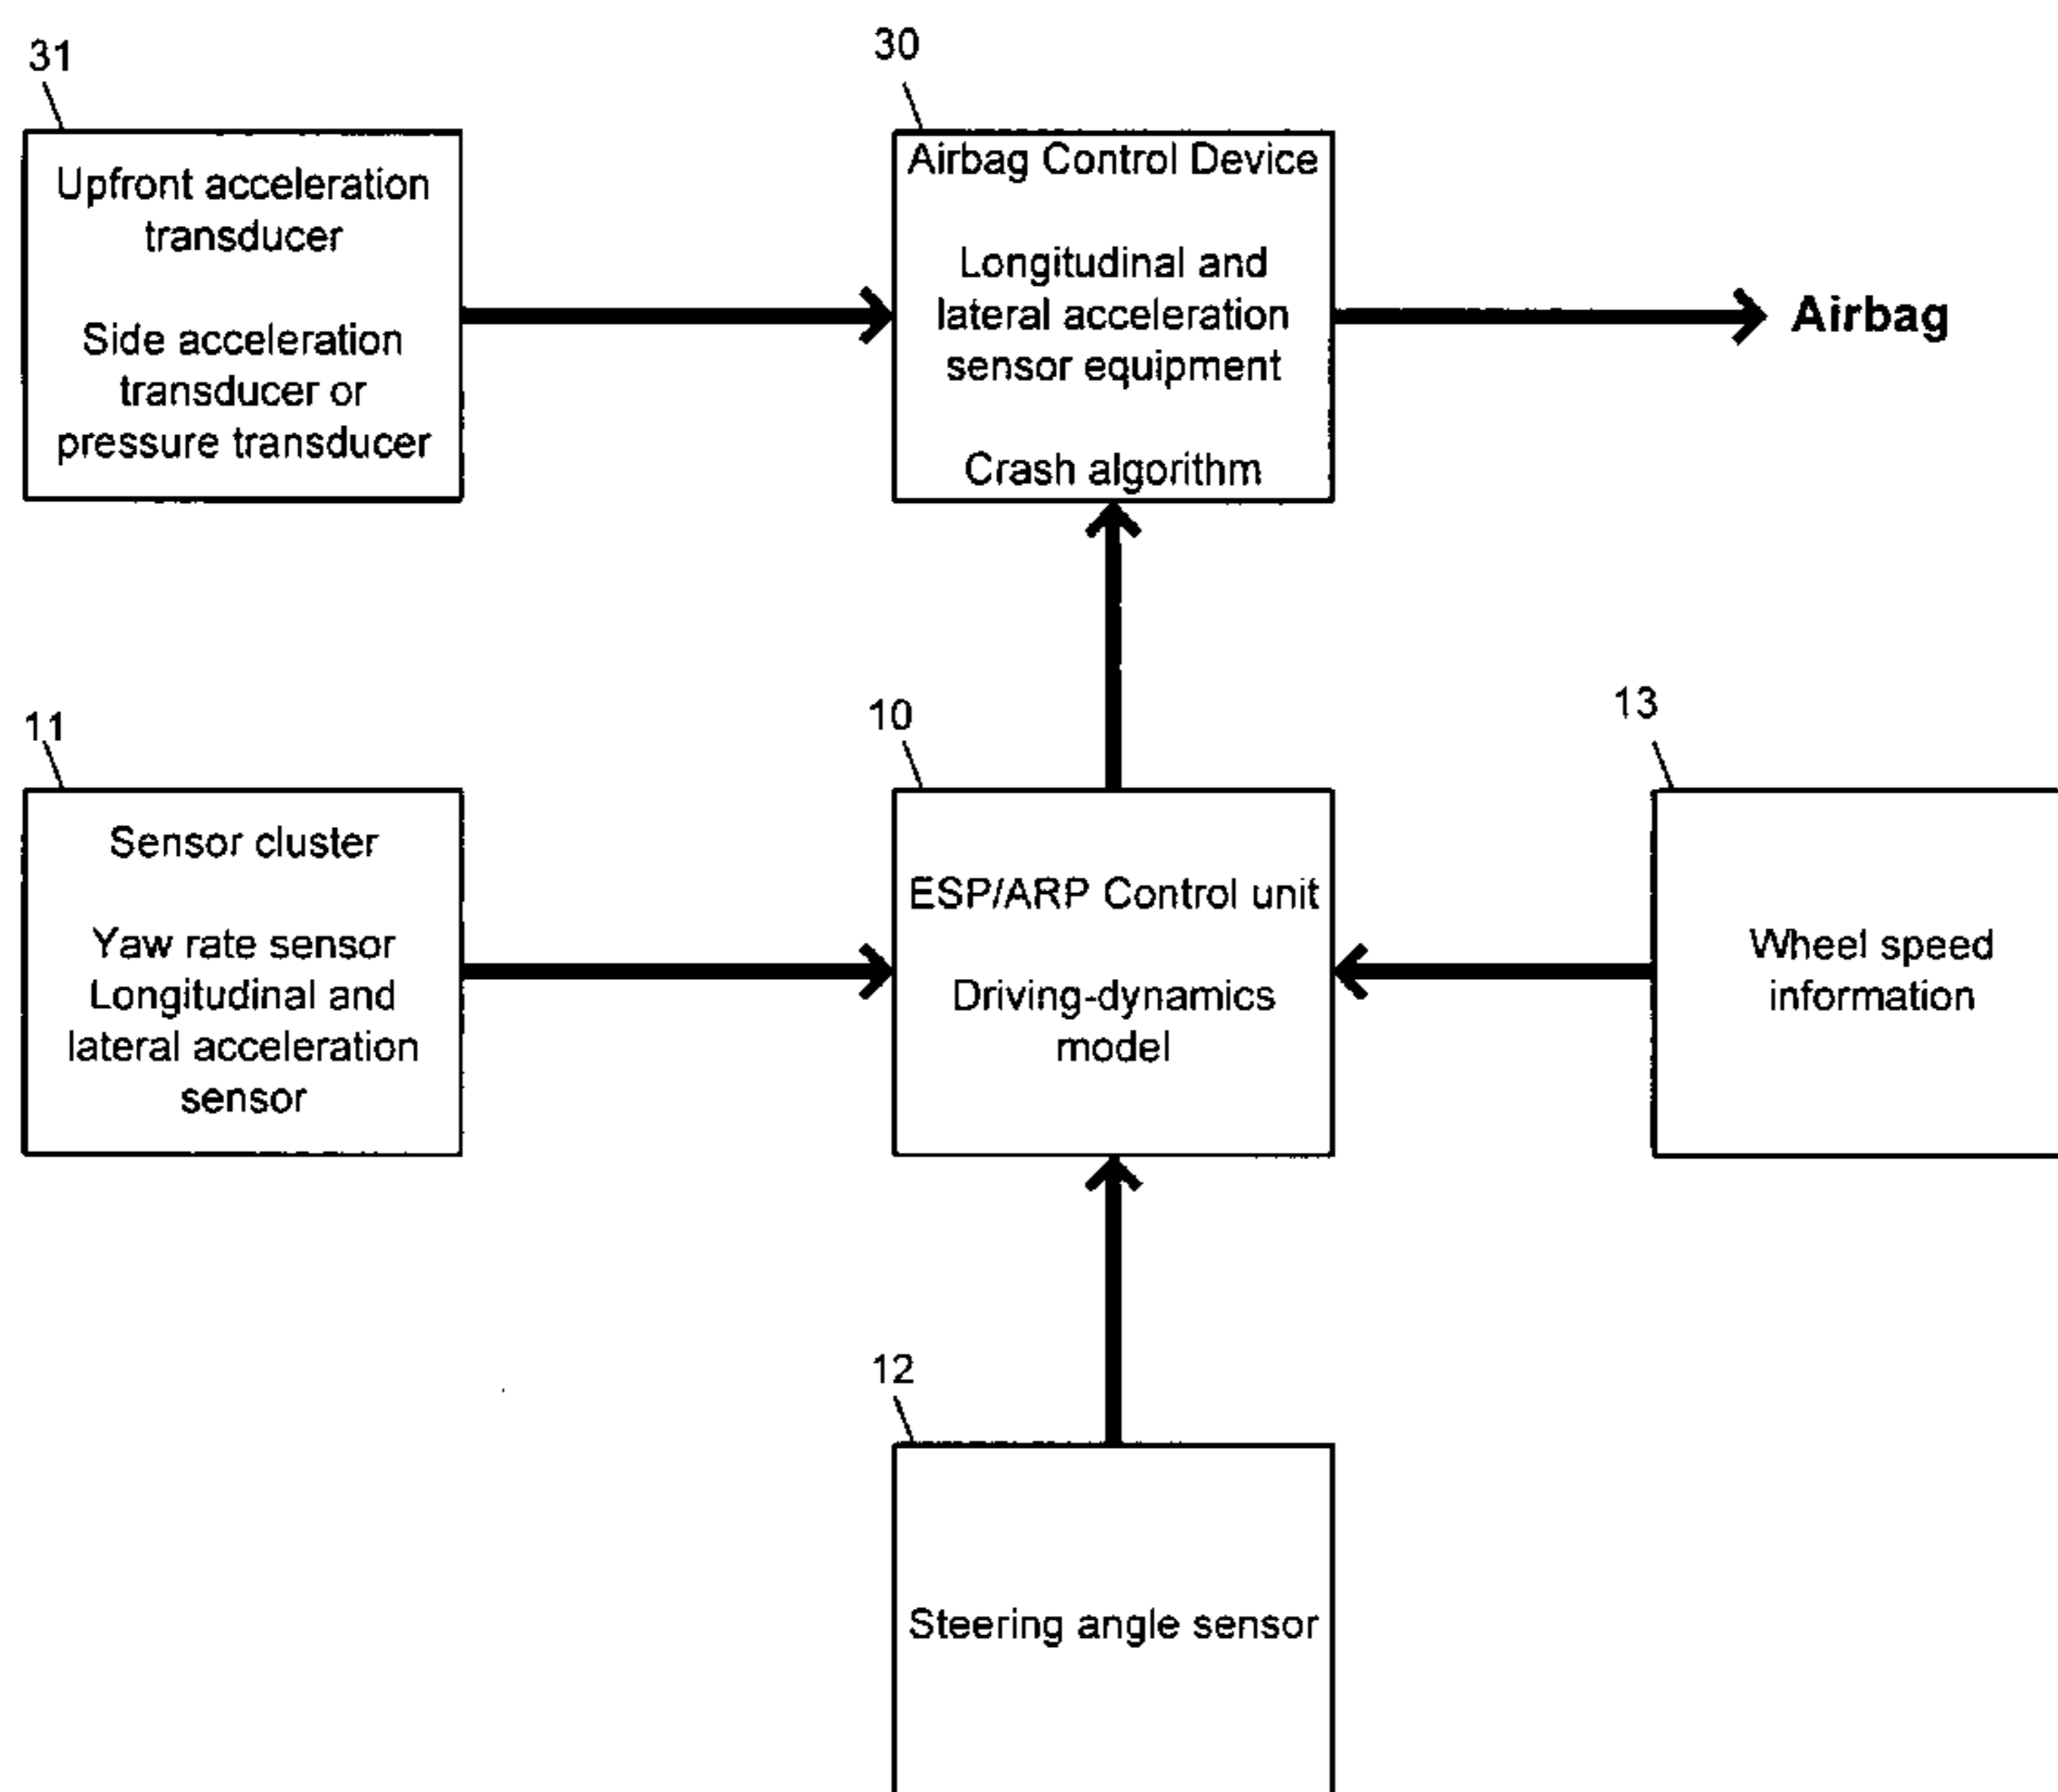 31
Upfront acceleration
transducer
Side acceleration
transducer or
pressure transducer
30
Airbag Control Device
Longitudinal and
lateral acceleration
sensor equipment
Crash algorithm
Airbag
11
Sensor cluster
Yaw rate sensor
Longitudinal and
lateral acceleration
sensor
10
ESP/ARP Control unit
Driving-dynamics
model
13
Wheel speed
information
12
Steering angle sensor